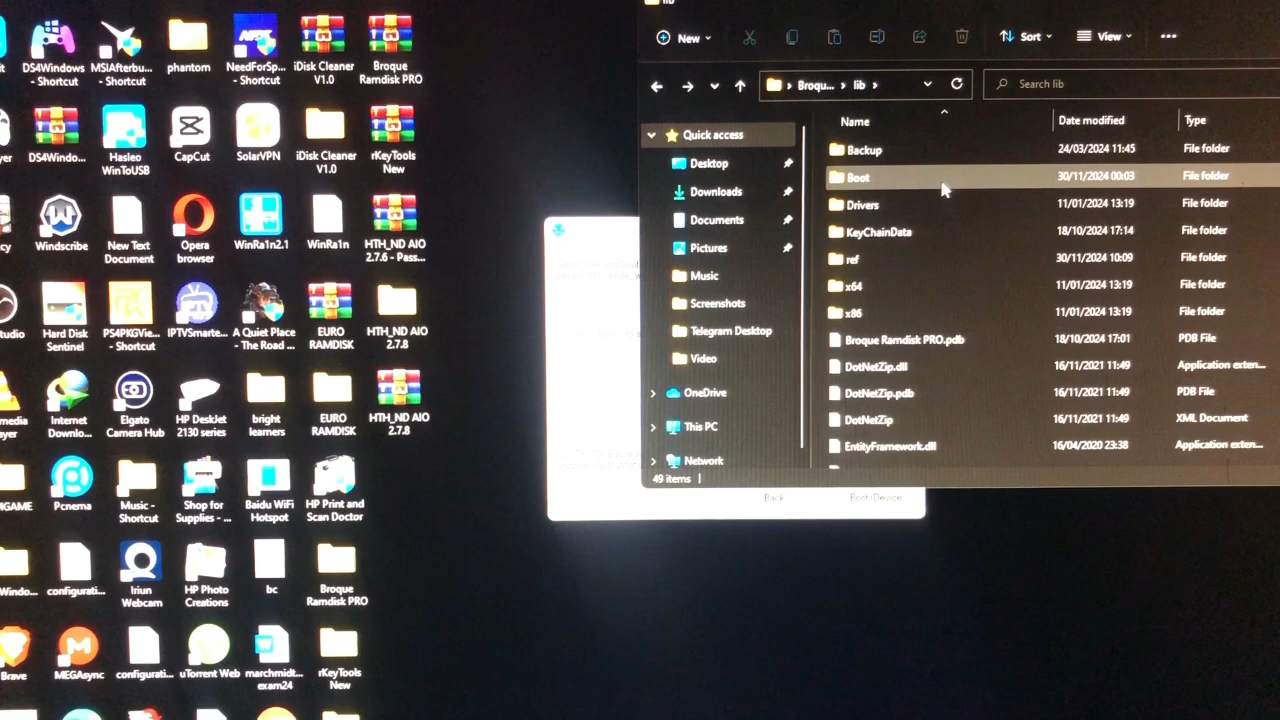 DS4Windows
- Shortcut
MSIAfterbu...
- Shortcut
phantom
NeedForSp...
- Shortcut
iDisk Cleaner
V1.0
Broque
Ramdisk PRO
DS4Windo...
Hasleo
WinToUSB
CapCut
SolarVPN
iDisk Cleaner
V1.0
rKeyTools
New
Windscribe
New Text
Document
Opera
browser
WinRa1n2.1
WinRa1n
HTH_ND AIO
2.7.6 - Pass...
Hard Disk
Sentinel
PS4PKGVie...
- Shortcut
IPTVSmarte...
A Quiet Place
- The Road ...
EURO
RAMDISK
HTH_ND AIO
2.7.8
Internet
Downlo...
Elgato
Camera Hub
HP DeskJet
2130 series
bright
learners
EURO
RAMDISK
HTH_ND AIO
2.7.8
Pcnema
Music -
Shortcut
Shop for
Supplies - ...
Baidu WiFi
Hotspot
HP Print and
Scan Doctor
configurati...
Iriun
Webcam
HP Photo
Creations
bc
Broque
Ramdisk PRO
Brave
MEGAsync
configurati...
uTorrent Web
marchmidt...
exam24
rKeyTools
New
lib
New
Sort
View
Broqu...
lib
Search lib
Name
Date modified
Type
Quick access
Desktop
Downloads
Documents
Pictures
Music
Screenshots
Telegram Desktop
Video
OneDrive
This PC
Network
Backup 24/03/2024 11:45 File folder
Boot 30/11/2024 00:03 File folder
Drivers 11/01/2024 13:19 File folder
KeyChainData 18/10/2024 17:14 File folder
ref 30/11/2024 10:09 File folder
x64 11/01/2024 13:19 File folder
x86 11/01/2024 13:19 File folder
Broque Ramdisk PRO.pdb 18/10/2024 17:01 PDB File
DotNetZip.dll 16/11/2021 11:49 Application exten...
DotNetZip.pdb 16/11/2021 11:49 PDB File
DotNetZip 16/11/2021 11:49 XML Document
EntityFramework.dll 16/04/2020 23:38 Application exten...
49 items
Back
Boot iDevice